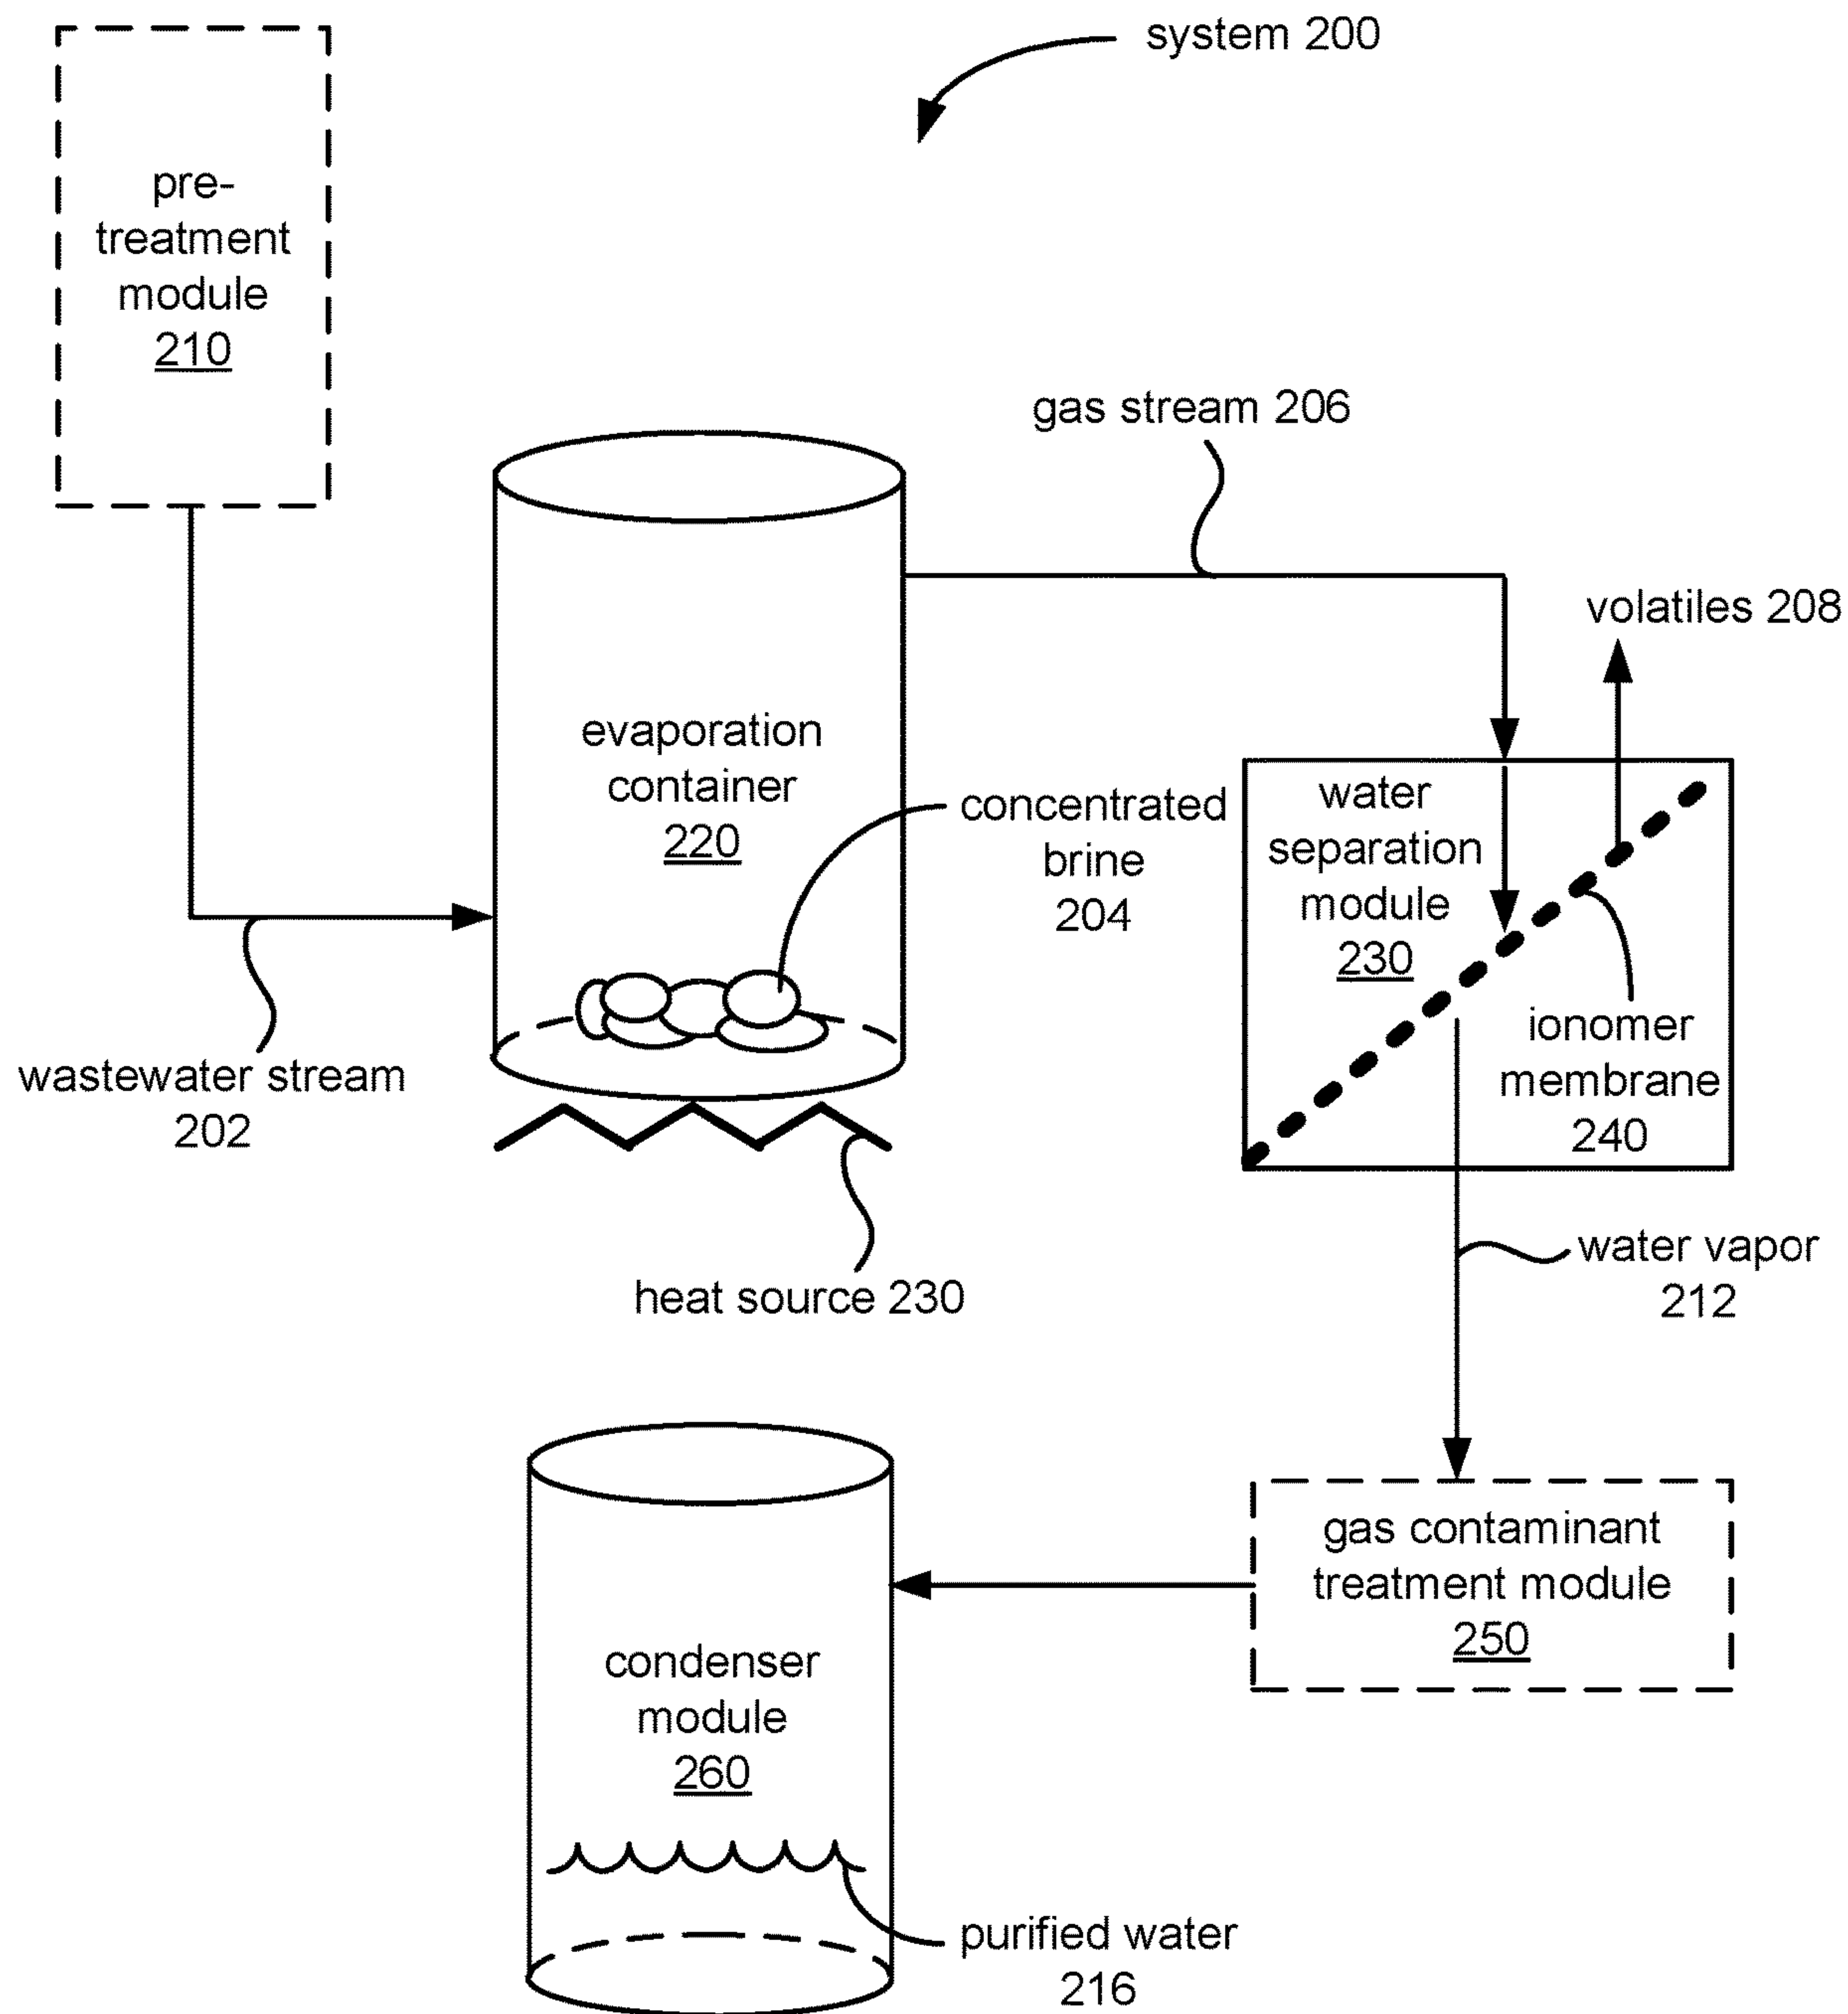 system 200
pre-
treatment
module
210
gas stream 206
volatiles 208
evaporation
container
220
concentrated
brine
204
water
separation
module
230
ionomer
membrane
240
wastewater stream
202
heat source 230
water vapor
212
gas contaminant
treatment module
250
condenser
module
260
purified water
216